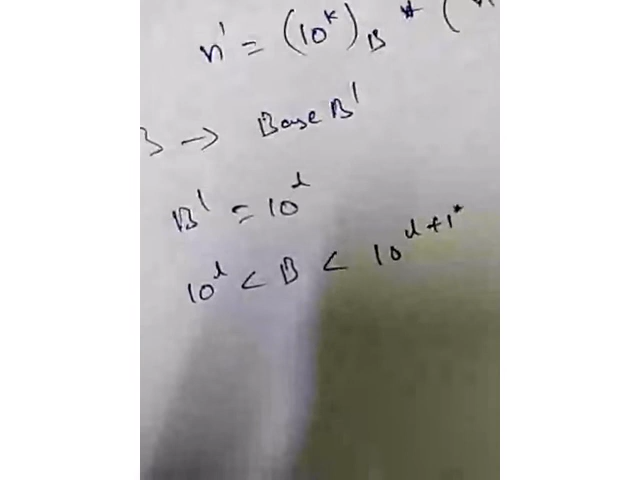 n' = (10^k)_B * (
B → Base B'
B' = 10^d
10^d < B < 10^{d+1}